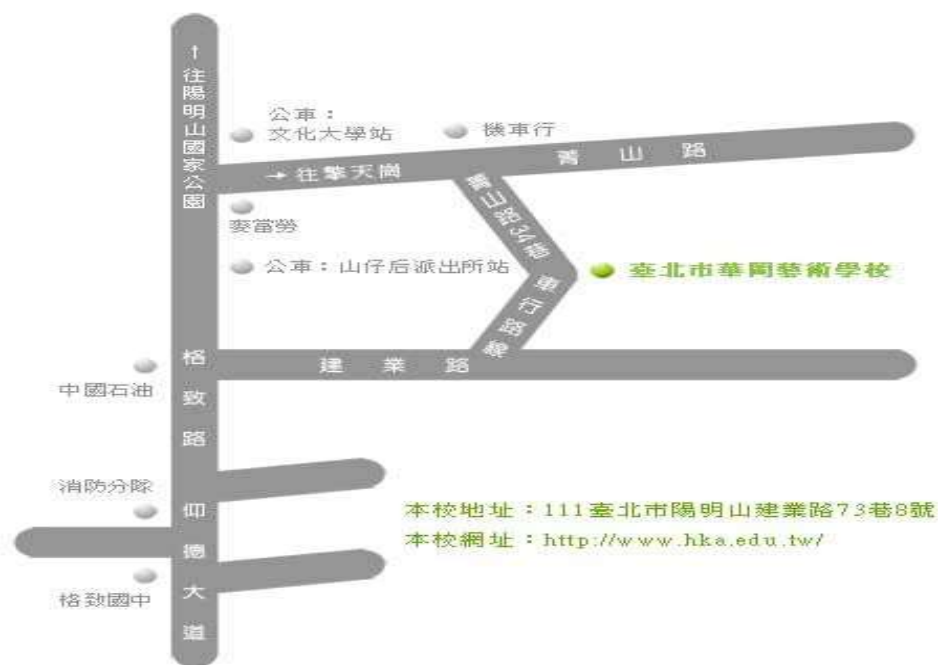 ↑往陽明山國家公園
公車：
文化大學站
機車行
→往擎天崗
菁山路
菁山路34巷
麥當勞
公車：山仔后派出所站
臺北市華岡藝術學校
車行路線
格致路
建業路
中國石油
消防分隊
仰德大道
本校地址：111臺北市陽明山建業路73巷8號
本校網址：http://www.hka.edu.tw/
格致國中